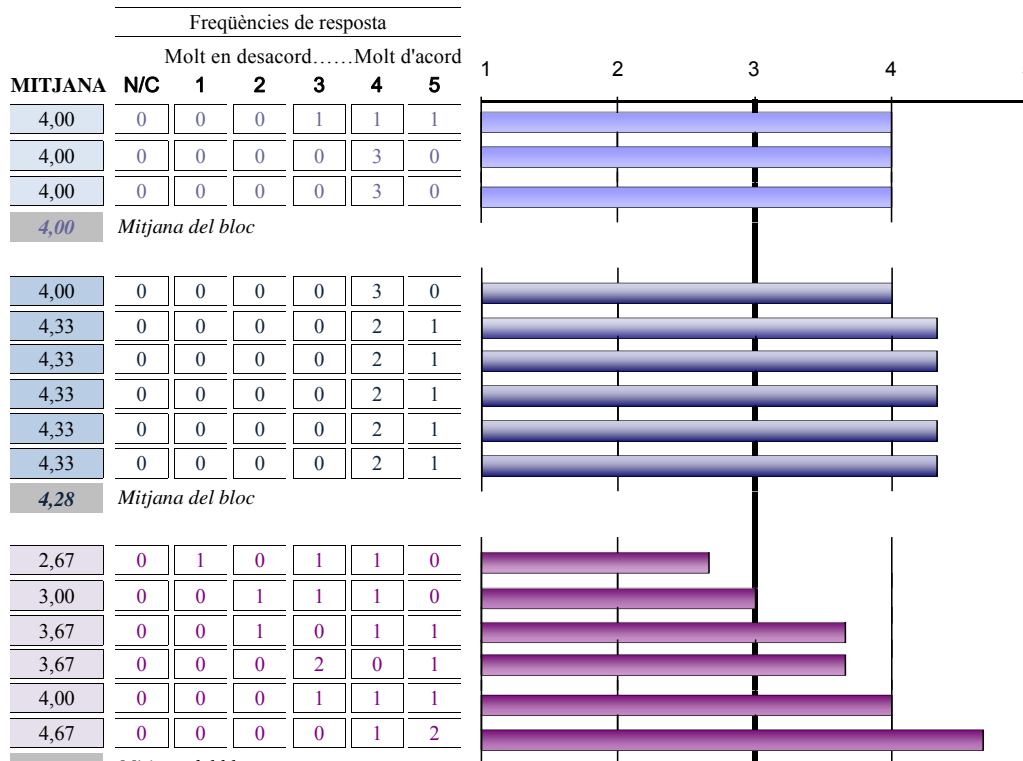 Freqüències de resposta
Molt en desacord……Molt d'acord
MITJANA N/C 1 2 3 4 5
1 2 3 4
4,00 0 0 0 1 1 1
4,00 0 0 0 0 3 0
4,00 0 0 0 0 3 0
4,00 Mitjana del bloc
4,00 0 0 0 0 3 0
4,33 0 0 0 0 2 1
4,33 0 0 0 0 2 1
4,33 0 0 0 0 2 1
4,33 0 0 0 0 2 1
4,33 0 0 0 0 2 1
4,28 Mitjana del bloc
2,67 0 1 0 1 1 0
3,00 0 0 1 1 1 0
3,67 0 0 1 0 1 1
3,67 0 0 0 2 0 1
4,00 0 0 0 1 1 1
4,67 0 0 0 0 1 2